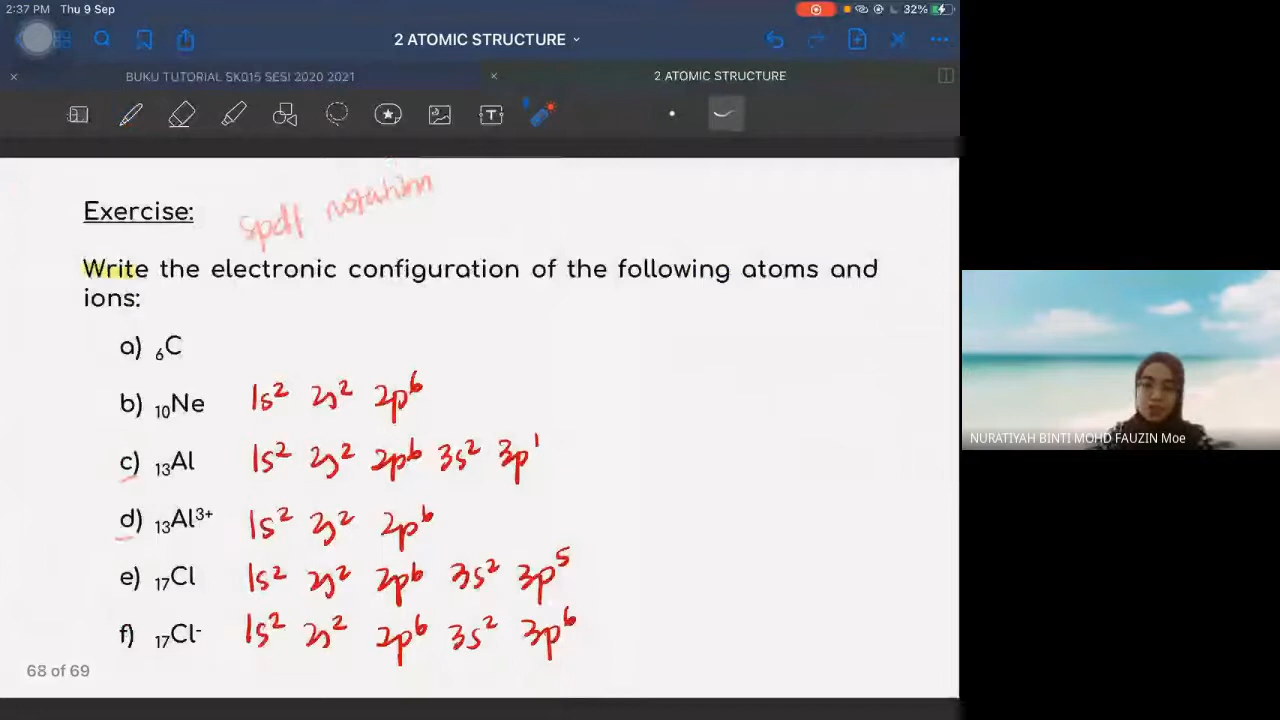 2:37 PM Thu 9 Sep 32%
2 ATOMIC STRUCTURE
BUKU TUTORIAL SK015 SESI 2020 2021
2 ATOMIC STRUCTURE
Exercise: spdf notation
Write the electronic configuration of the following atoms and
ions:
a) ₆C
b) ₁₀Ne 1s² 2s² 2p⁶
c) ₁₃Al 1s² 2s² 2p⁶ 3s² 3p¹
d) ₁₃Al³⁺ 1s² 2s² 2p⁶
e) ₁₇Cl 1s² 2s² 2p⁶ 3s² 3p⁵
f) ₁₇Cl⁻ 1s² 2s² 2p⁶ 3s² 3p⁶
68 of 69
NURATIYAH BINTI MOHD FAUZIN Moe